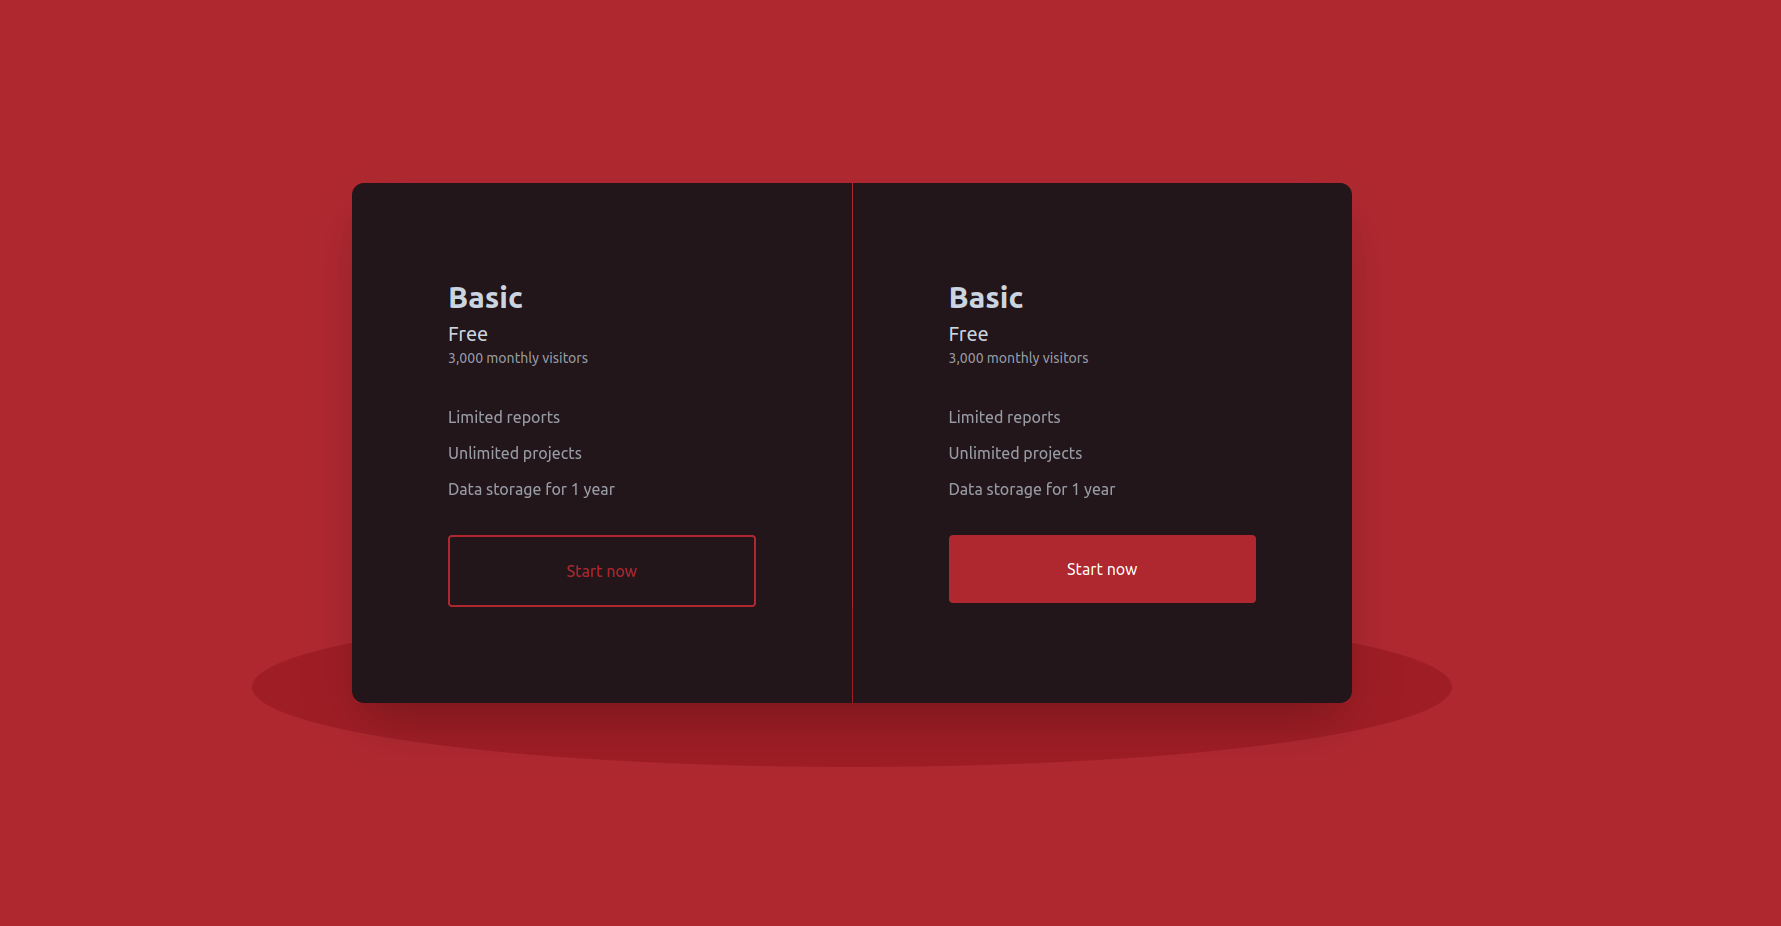 Basic
Free
3,000 monthly visitors
Limited reports
Unlimited projects
Data storage for 1 year
Start now
Basic
Free
3,000 monthly visitors
Limited reports
Unlimited projects
Data storage for 1 year
Start now